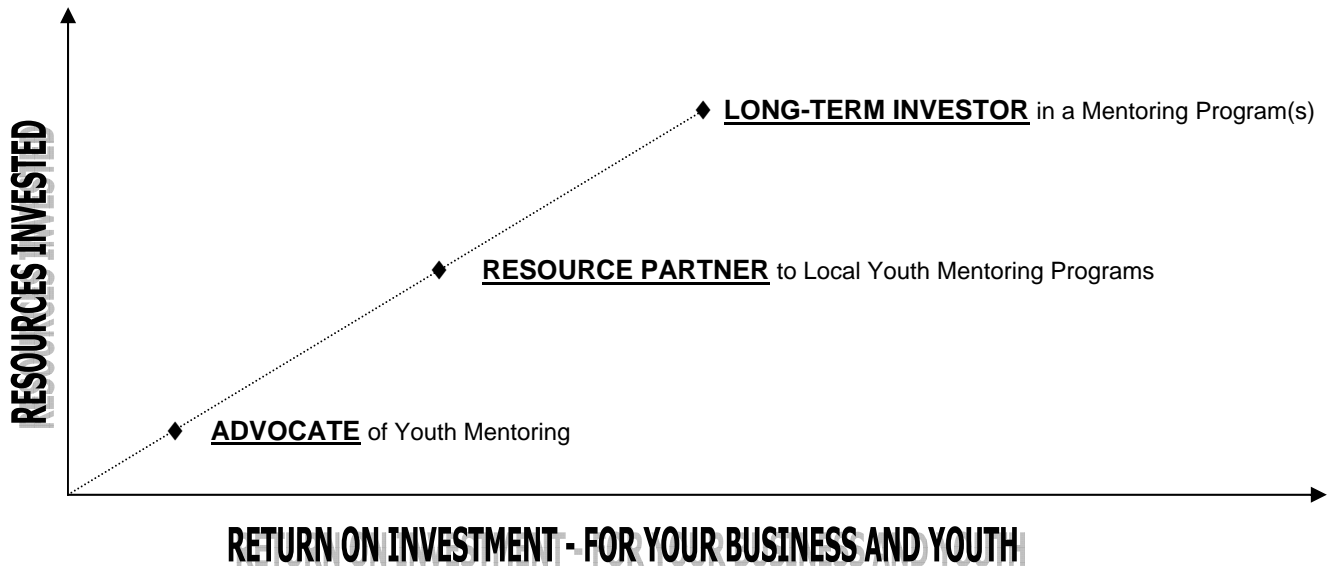 RESOURCES INVESTED
LONG-TERM INVESTOR in a Mentoring Program(s)
RESOURCE PARTNER to Local Youth Mentoring Programs
ADVOCATE of Youth Mentoring
RETURN ON INVESTMENT - FOR YOUR BUSINESS AND YOUTH